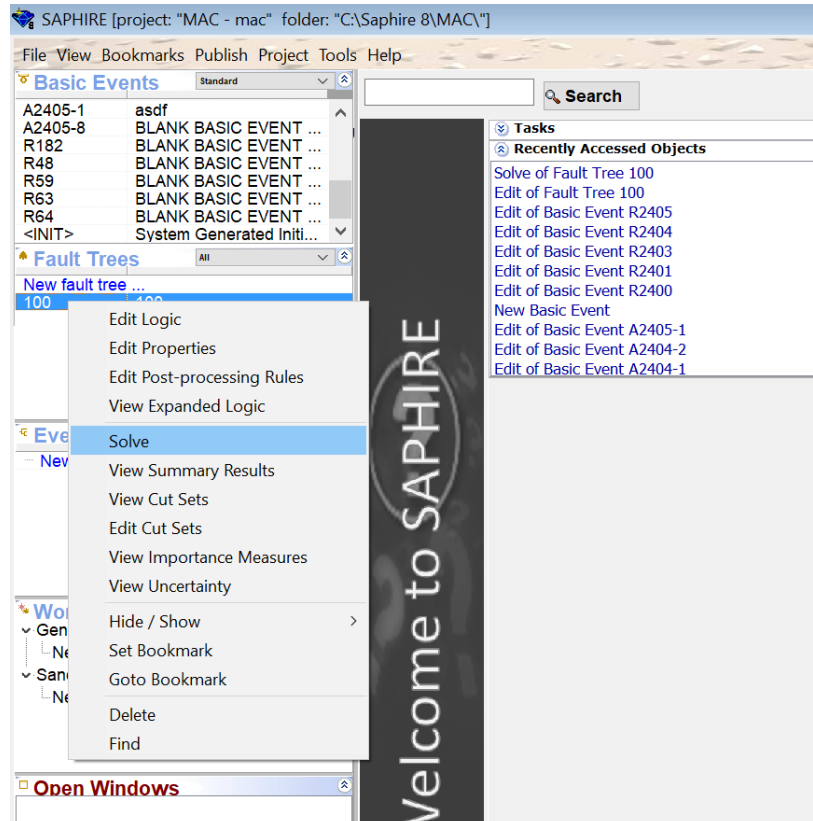 SAPHIRE [project: "MAC - mac" folder: "C:\Saphire 8\MAC\"]
File View Bookmarks Publish Project Tools Help
Basic Events Standard
A2405-1 asdf
A2405-8 BLANK BASIC EVENT ...
R182 BLANK BASIC EVENT ...
R48 BLANK BASIC EVENT ...
R59 BLANK BASIC EVENT ...
R63 BLANK BASIC EVENT ...
R64 BLANK BASIC EVENT ...
<INIT> System Generated Initi...
Fault Trees All
New fault tree ...
100 100
Edit Logic
Edit Properties
Edit Post-processing Rules
View Expanded Logic
Solve
View Summary Results
View Cut Sets
Edit Cut Sets
View Importance Measures
View Uncertainty
Hide / Show
Set Bookmark
Goto Bookmark
Delete
Find
Eve
New
Wor
Gen
Ne
San
Ne
Open Windows
Search
Tasks
Recently Accessed Objects
Solve of Fault Tree 100
Edit of Fault Tree 100
Edit of Basic Event R2405
Edit of Basic Event R2404
Edit of Basic Event R2403
Edit of Basic Event R2401
Edit of Basic Event R2400
New Basic Event
Edit of Basic Event A2405-1
Edit of Basic Event A2404-2
Edit of Basic Event A2404-1
Welcome to SAPHIRE